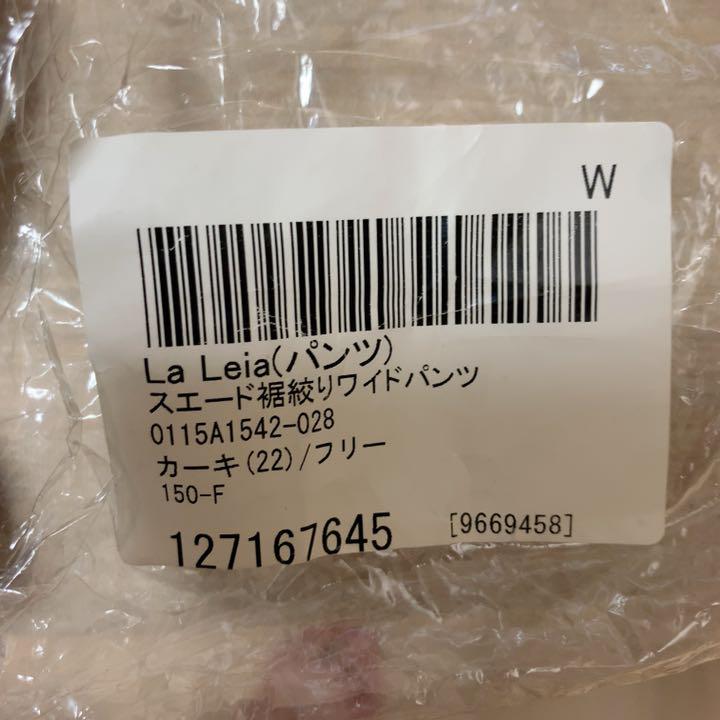 W
La Leia(パンツ)
スエード裾絞りワイドパンツ
0115A1542-028
カーキ(22)/フリー
150-F
127167645 [9669458]